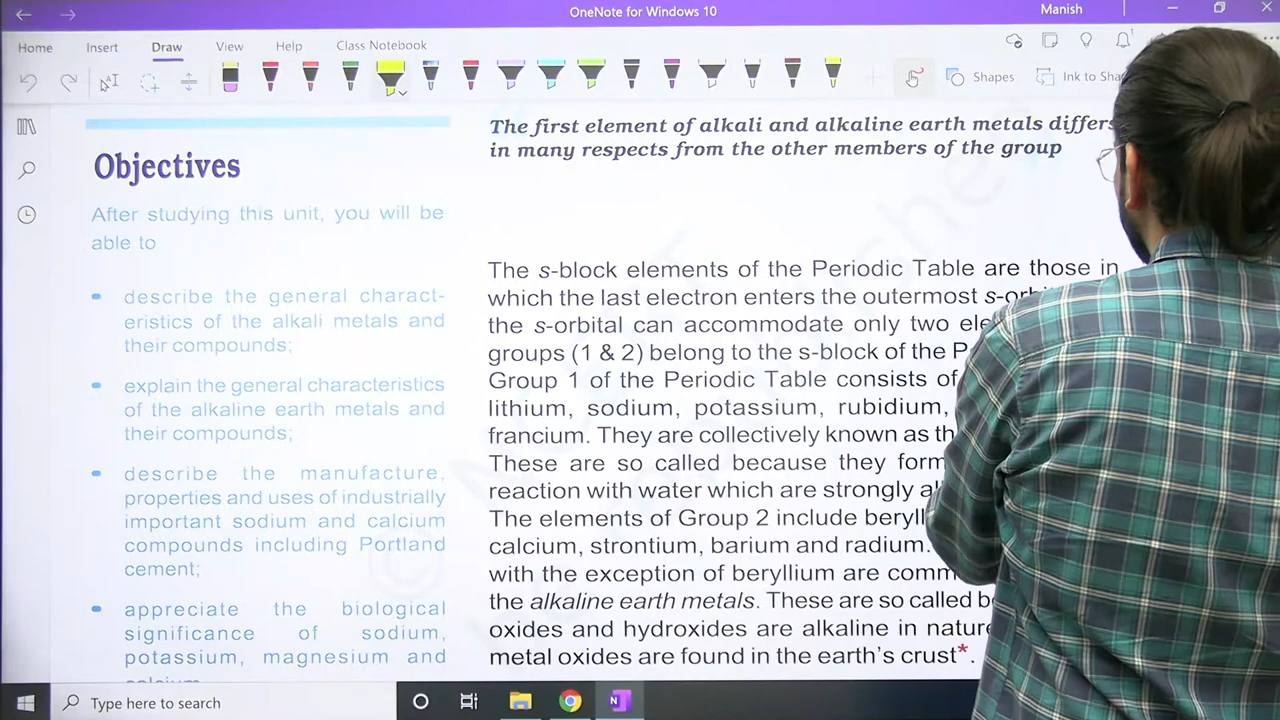 OneNote for Windows 10
Manish
Home Insert Draw View Help Class Notebook
Shapes
Ink to
The first element of alkali and alkaline earth metals differs
in many respects from the other members of the group
Objectives
After studying this unit, you will be
able to
• describe the general charact-
eristics of the alkali metals and
their compounds;
• explain the general characteristics
of the alkaline earth metals and
their compounds;
• describe the manufacture,
properties and uses of industrially
important sodium and calcium
compounds including Portland
cement;
• appreciate the biological
significance of sodium,
potassium, magnesium and
The s-block elements of the Periodic Table are those in
which the last electron enters the outermost
the s-orbital can accommodate only two
groups (1 & 2) belong to the s-block of the
Group 1 of the Periodic Table consists of
lithium, sodium, potassium, rubidium,
francium. They are collectively known as
These are so called because they form
reaction with water which are strongly
The elements of Group 2 include
calcium, strontium, barium and radium.
with the exception of beryllium are
the alkaline earth metals. These are so called
oxides and hydroxides are alkaline in
metal oxides are found in the earth's crust*.
Type here to search